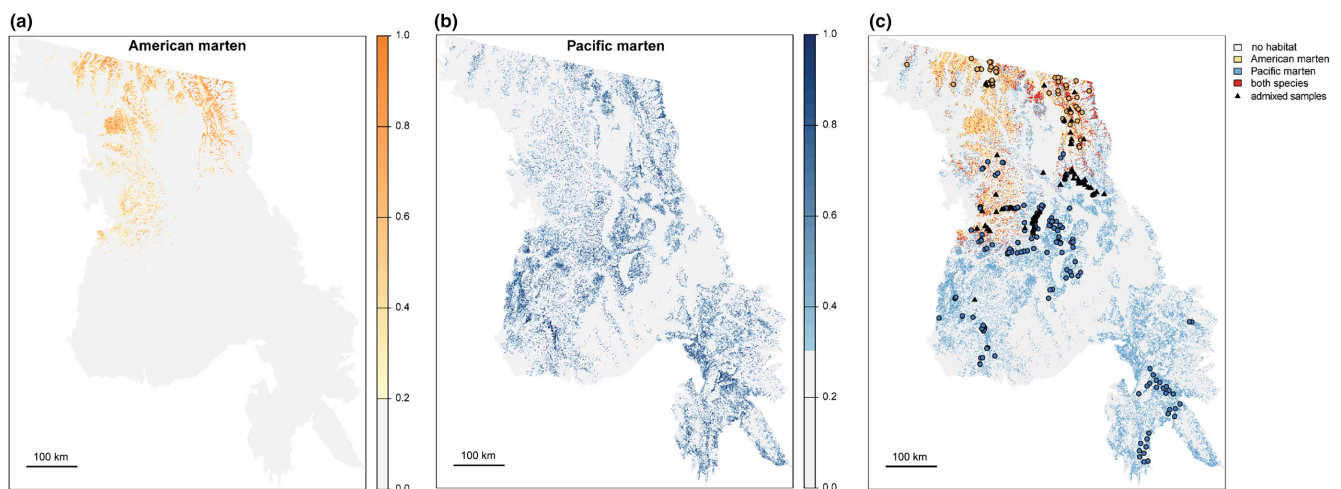 (a)
American marten
1.0
0.8
0.6
0.4
0.2
0.0
100 km
(b)
Pacific marten
1.0
0.8
0.6
0.4
0.2
0.0
100 km
(c)
100 km
no habitat
American marten
Pacific marten
both species
admixed samples